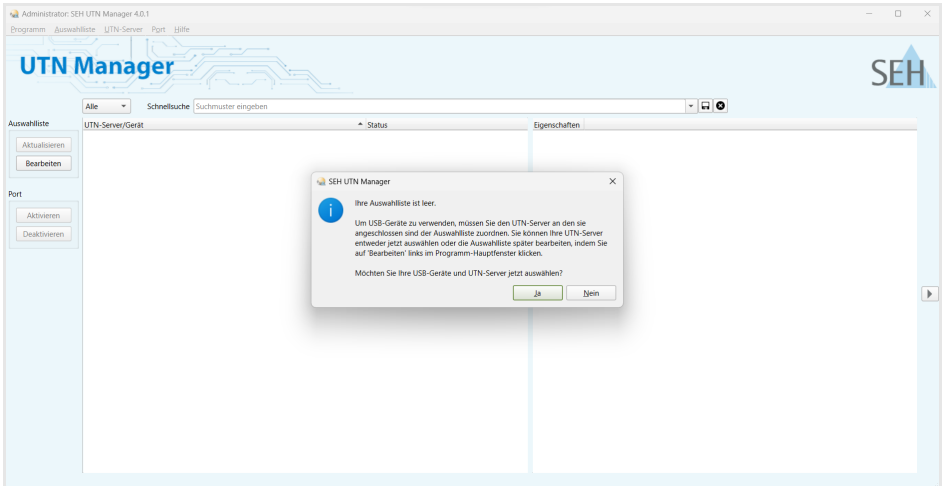 Administrator: SEH UTN Manager 4.0.1
Programm Auswahlliste UTN-Server Port Hilfe
UTN Manager
SEH
Alle Schnellsuche Suchmuster eingeben
Auswahlliste
UTN-Server/Gerät Status Eigenschaften
Aktualisieren
Bearbeiten
Port
Aktivieren
Deaktivieren
SEH UTN Manager
Ihre Auswahlliste ist leer.
Um USB-Geräte zu verwenden, müssen Sie den UTN-Server an den sie
angeschlossen sind der Auswahlliste zuordnen. Sie können Ihre UTN-Server
entweder jetzt auswählen oder die Auswahlliste später bearbeiten, indem Sie
auf 'Bearbeiten' links im Programm-Hauptfenster klicken.
Möchten Sie Ihre USB-Geräte und UTN-Server jetzt auswählen?
Ja Nein